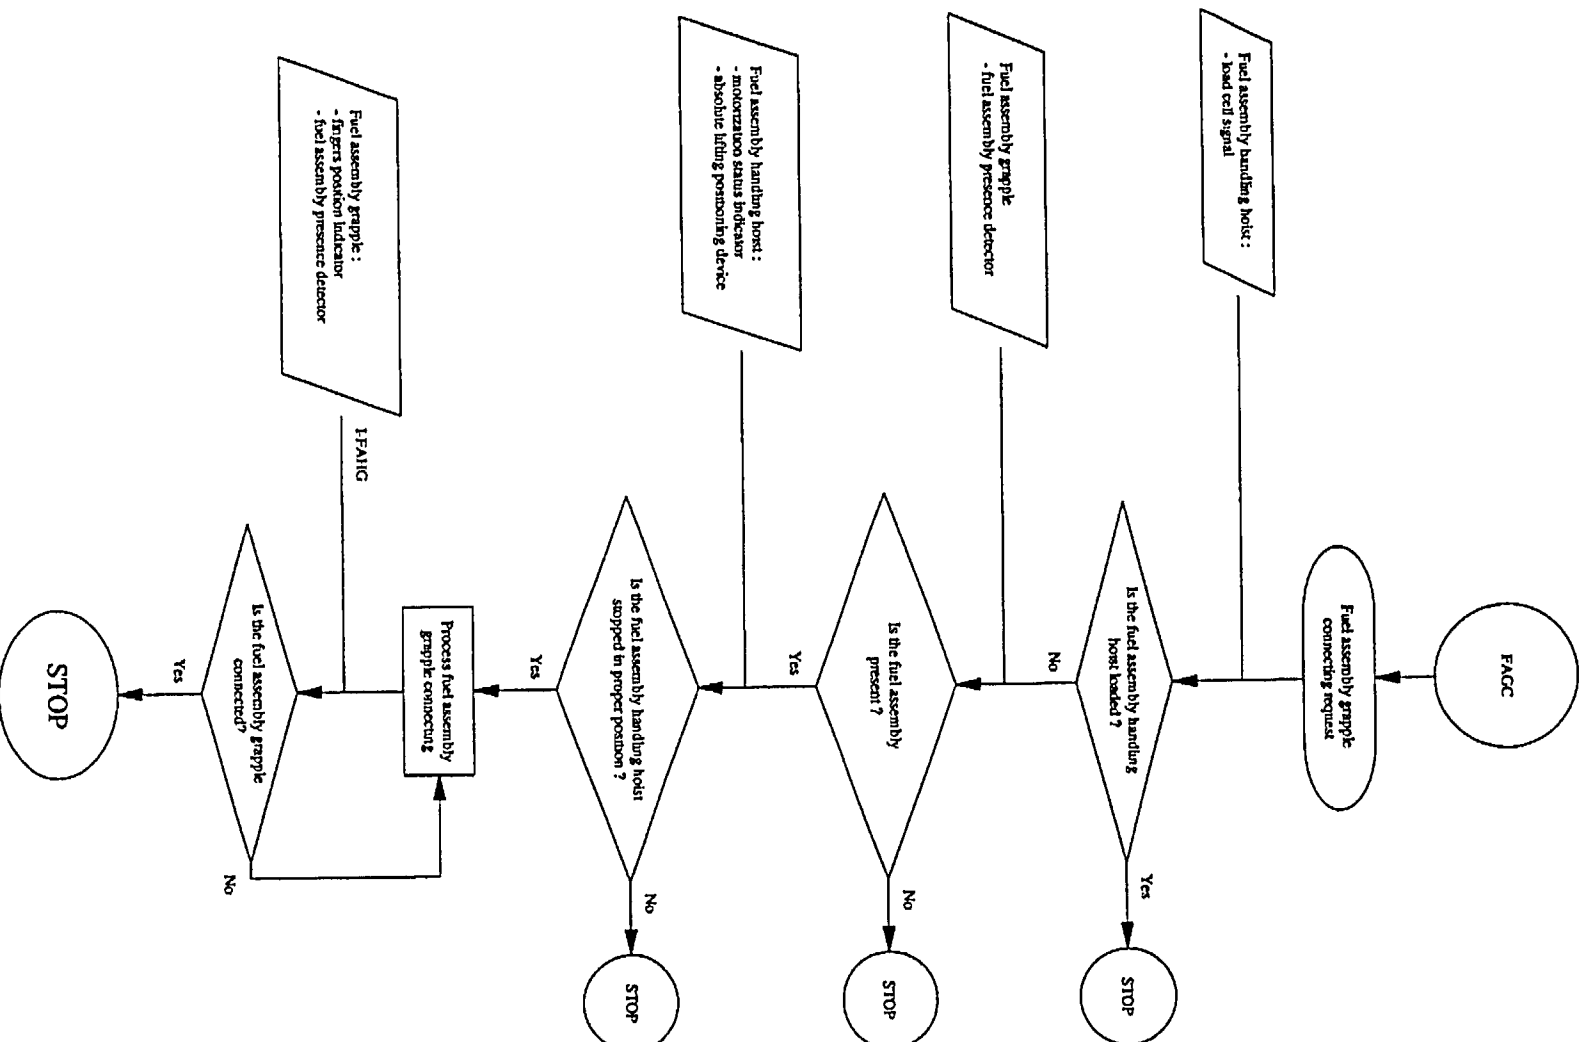 FAGC
Fuel assembly grapple
connecting request
Fuel assembly handling hoist :
- load cell signal
Is the fuel assembly handling
hoist loaded ?
Yes
STOP
No
Fuel assembly grapple
- fuel assembly presence detector
Is the fuel assembly
present ?
No
STOP
Yes
Fuel assembly handling hoist :
- motorization status indicator
- absolute lifting positioning device
Is the fuel assembly handling hoist
stopped in proper position ?
No
STOP
Yes
Process fuel assembly
grapple connecting
Fuel assembly grapple :
- fingers position indicator
- fuel assembly presence detector
I-FAHG
Is the fuel assembly grapple
connected?
No
Yes
STOP